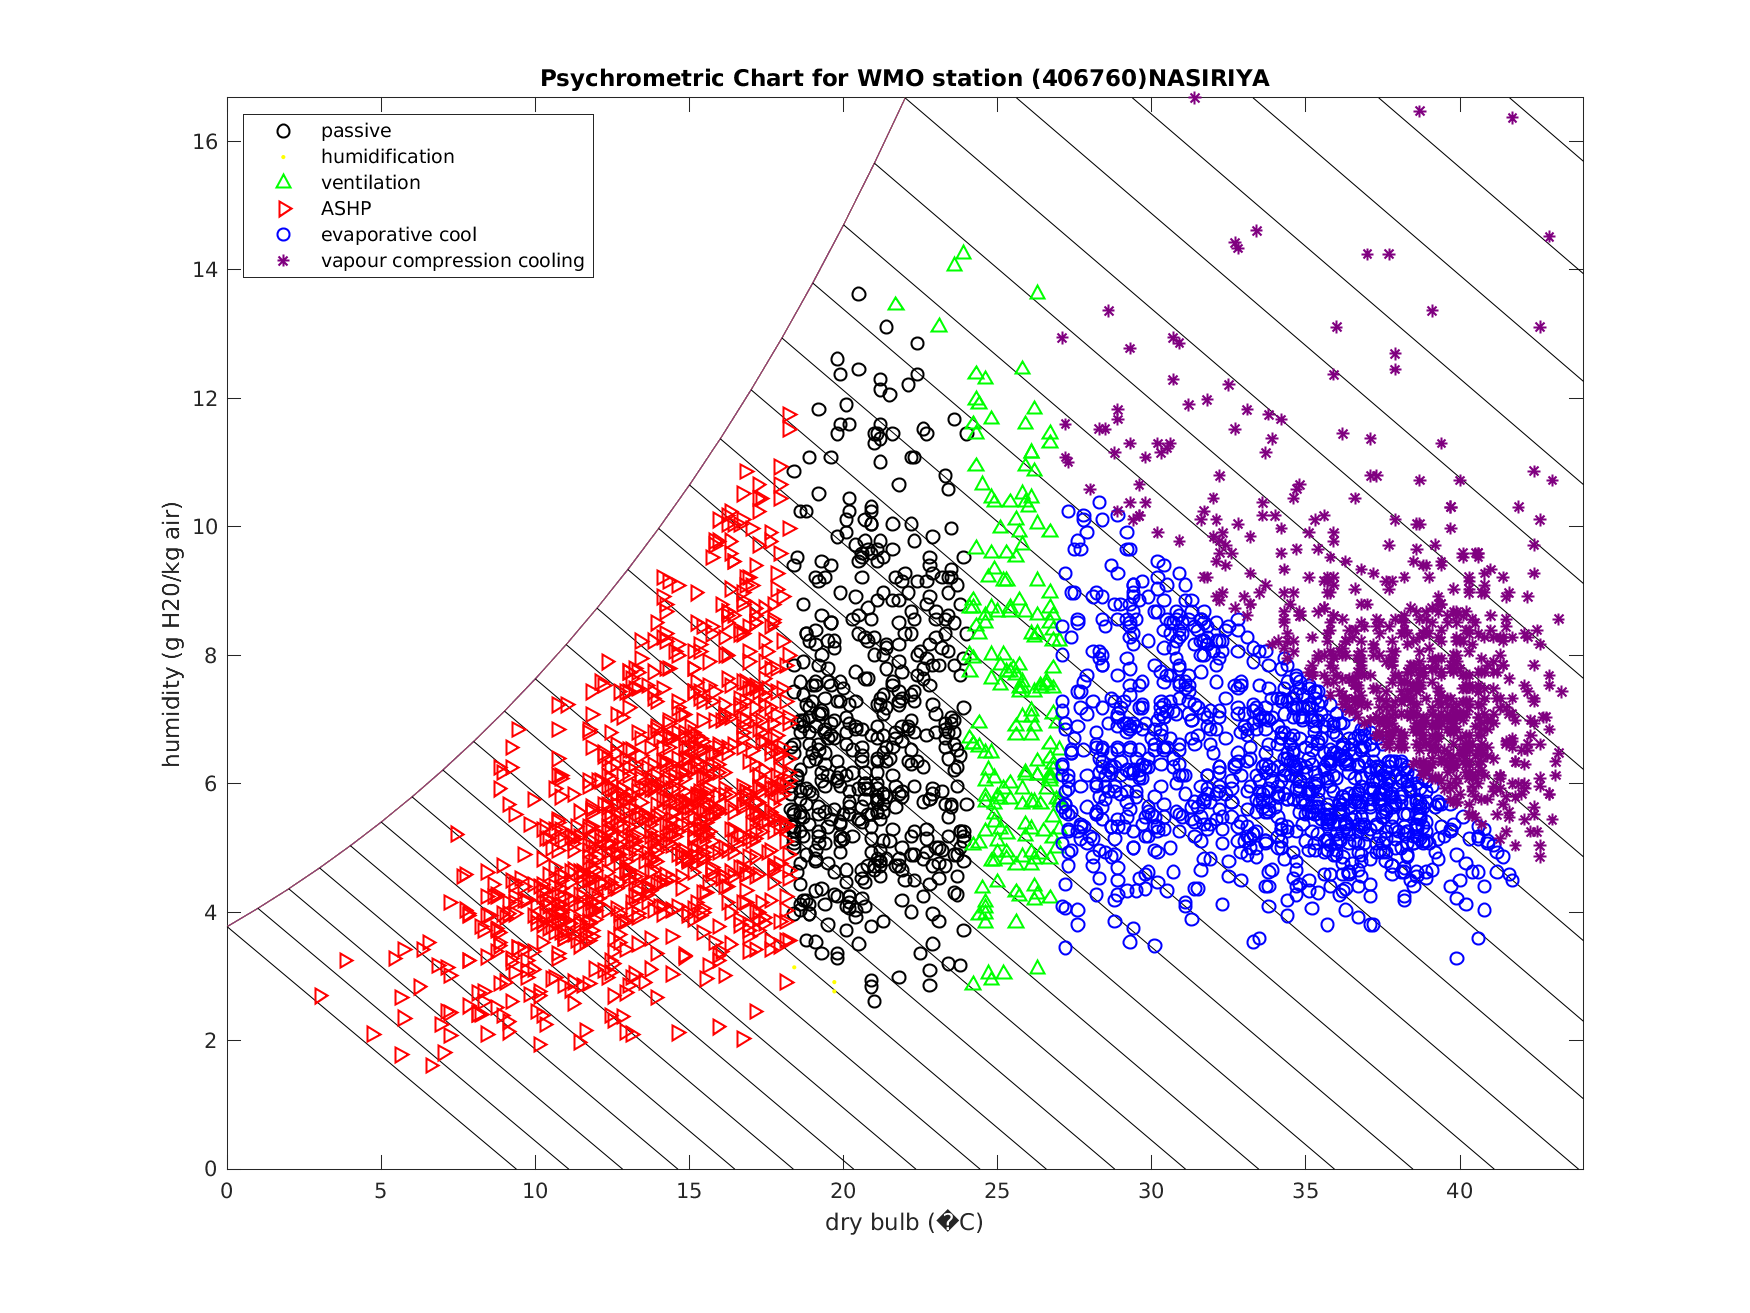 Psychrometric Chart for WMO station (406760)NASIRIYA
passive
humidification
ventilation
ASHP
evaporative cool
vapour compression cooling
humidity (g H20/kg air)
16
14
12
10
8
6
4
2
0
0 5 10 15 20 25 30 35 40
dry bulb (�C)